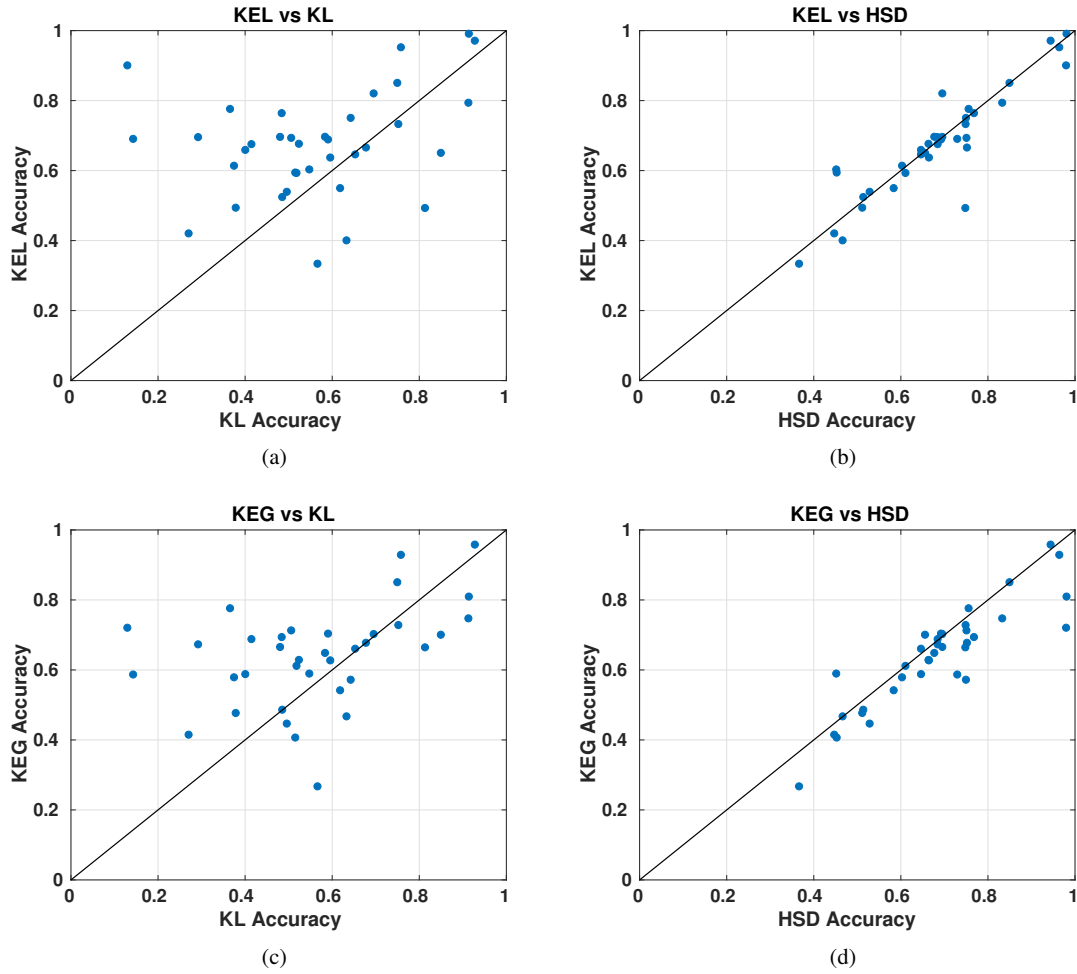 KEL vs KL
1
0.8
0.6
0.4
0.2
0
KEL Accuracy
0 0.2 0.4 0.6 0.8 1
KL Accuracy
(a)
KEL vs HSD
1
0.8
0.6
0.4
0.2
0
KEL Accuracy
0 0.2 0.4 0.6 0.8 1
HSD Accuracy
(b)
KEG vs KL
1
0.8
0.6
0.4
0.2
0
KEG Accuracy
0 0.2 0.4 0.6 0.8 1
KL Accuracy
(c)
KEG vs HSD
1
0.8
0.6
0.4
0.2
0
KEG Accuracy
0 0.2 0.4 0.6 0.8 1
HSD Accuracy
(d)